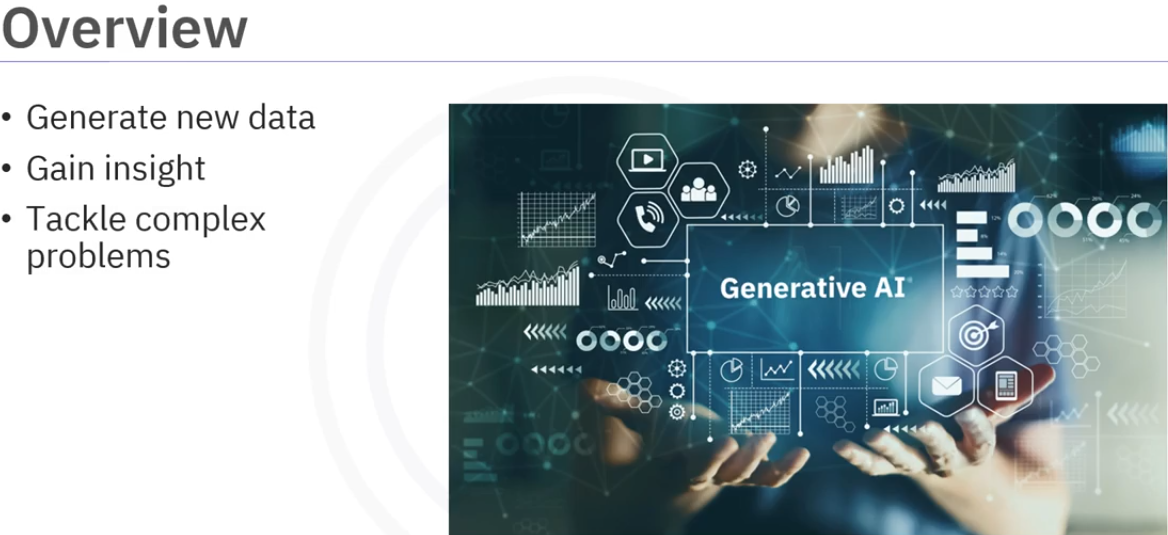 Overview
• Generate new data
• Gain insight
• Tackle complex
problems
Generative AI